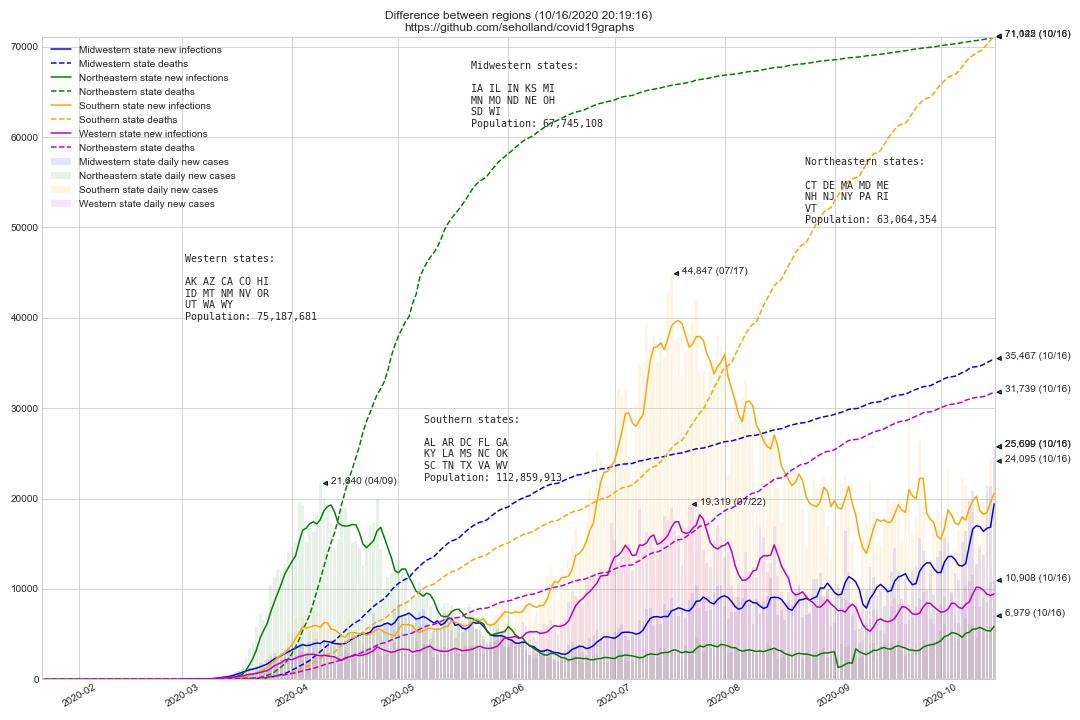 Difference between regions (10/16/2020 20:19:16)
https://github.com/seholland/covid19graphs
Midwestern state new infections
Midwestern state deaths
Northeastern state new infections
Northeastern state deaths
Southern state new infections
Southern state deaths
Western state new infections
Northeastern state deaths
Midwestern state daily new cases
Northeastern state daily new cases
Southern state daily new cases
Western state daily new cases
Midwestern states:
IA IL IN KS MI
MN MO ND NE OH
SD WI
Population: 67,745,108
Northeastern states:
CT DE MA MD ME
NH NJ NY PA RI
VT
Population: 63,064,354
Western states:
AK AZ CA CO HI
ID MT NM NV OR
UT WA WY
Population: 75,187,681
Southern states:
AL AR DC FL GA
KY LA MS NC OK
SC TN TX VA WV
Population: 112,859,913
44,847 (07/17)
21,640 (04/09)
19,319 (07/22)
(10/16)
35,467 (10/16)
31,739 (10/16)
(10/16)
24,095 (10/16)
10,908 (10/16)
6,979 (10/16)
70000
60000
50000
40000
30000
20000
10000
0
2020-02
2020-03
2020-04
2020-05
2020-06
2020-07
2020-08
2020-09
2020-10